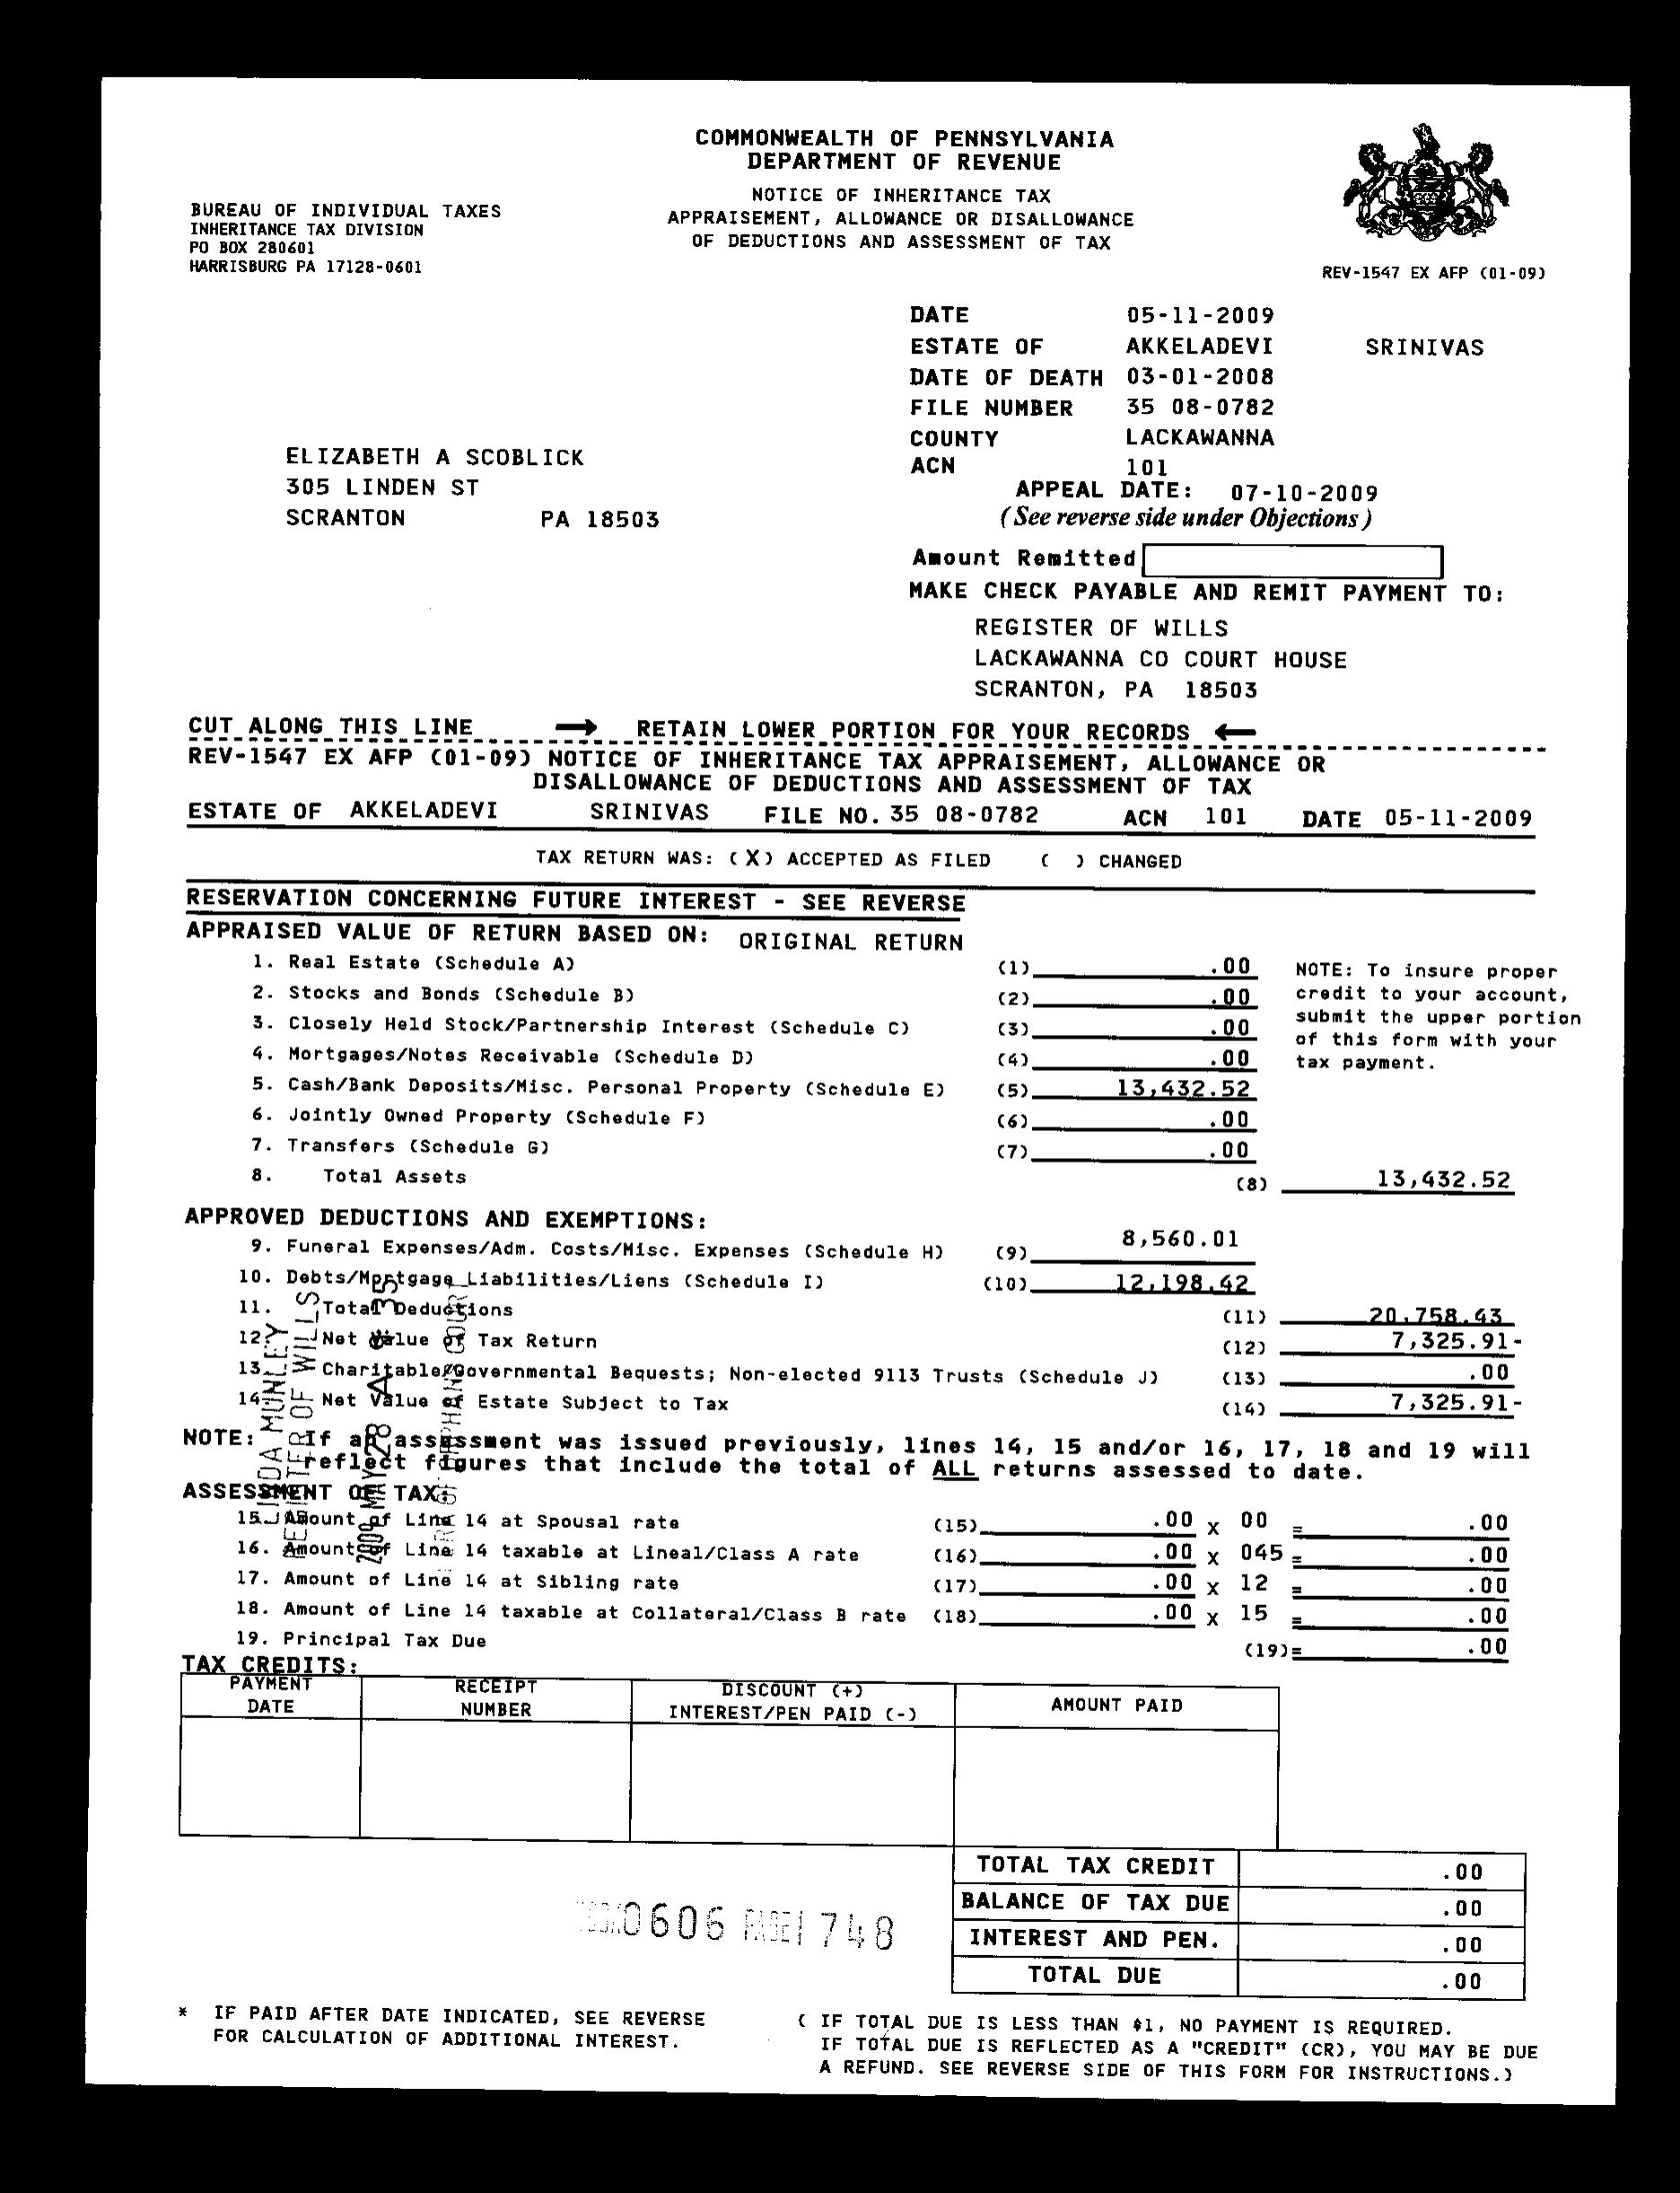 COMMONWEALTH OF PENNSYLVANIA
DEPARTMENT OF REVENUE
NOTICE OF INHERITANCE TAX
APPRAISEMENT, ALLOWANCE OR DISALLOWANCE
OF DEDUCTIONS AND ASSESSMENT OF TAX
BUREAU OF INDIVIDUAL TAXES
INHERITANCE TAX DIVISION
PO BOX 280601
HARRISBURG PA 17128-0601
REV-1547 EX AFP (01-09)
DATE 05-11-2009
ESTATE OF AKKELADEVI SRINIVAS
DATE OF DEATH 03-01-2008
FILE NUMBER 35 08-0782
COUNTY LACKAWANNA
ACN 101
ELIZABETH A SCOBLICK
305 LINDEN ST
SCRANTON PA 18503
APPEAL DATE: 07-10-2009
(See reverse side under Objections)
Amount Remitted
MAKE CHECK PAYABLE AND REMIT PAYMENT TO:
REGISTER OF WILLS
LACKAWANNA CO COURT HOUSE
SCRANTON, PA 18503
CUT ALONG THIS LINE → RETAIN LOWER PORTION FOR YOUR RECORDS ←
REV-1547 EX AFP (01-09) NOTICE OF INHERITANCE TAX APPRAISEMENT, ALLOWANCE OR
DISALLOWANCE OF DEDUCTIONS AND ASSESSMENT OF TAX
ESTATE OF AKKELADEVI SRINIVAS FILE NO. 35 08-0782 ACN 101 DATE 05-11-2009
TAX RETURN WAS: (X) ACCEPTED AS FILED ( ) CHANGED
RESERVATION CONCERNING FUTURE INTEREST - SEE REVERSE
APPRAISED VALUE OF RETURN BASED ON: ORIGINAL RETURN
1. Real Estate (Schedule A) (1) .00
2. Stocks and Bonds (Schedule B) (2) .00
3. Closely Held Stock/Partnership Interest (Schedule C) (3) .00
4. Mortgages/Notes Receivable (Schedule D) (4) .00
5. Cash/Bank Deposits/Misc. Personal Property (Schedule E) (5) 13,432.52
6. Jointly Owned Property (Schedule F) (6) .00
7. Transfers (Schedule G) (7) .00
8. Total Assets (8) 13,432.52
NOTE: To insure proper
credit to your account,
submit the upper portion
of this form with your
tax payment.
APPROVED DEDUCTIONS AND EXEMPTIONS:
9. Funeral Expenses/Adm. Costs/Misc. Expenses (Schedule H) (9) 8,560.01
10. Debts/Mortgage Liabilities/Liens (Schedule I) (10) 12,198.42
11. Total Deductions (11) 20,758.43
12. Net Value of Tax Return (12) 7,325.91-
13. Charitable/Governmental Bequests; Non-elected 9113 Trusts (Schedule J) (13) .00
14. Net Value of Estate Subject to Tax (14) 7,325.91-
NOTE: If an assessment was issued previously, lines 14, 15 and/or 16, 17, 18 and 19 will
reflect figures that include the total of ALL returns assessed to date.
ASSESSMENT OF TAX:
15. Amount of Line 14 at Spousal rate (15) .00 X 00 = .00
16. Amount of Line 14 taxable at Lineal/Class A rate (16) .00 X 045 = .00
17. Amount of Line 14 at Sibling rate (17) .00 X 12 = .00
18. Amount of Line 14 taxable at Collateral/Class B rate (18) .00 X 15 = .00
19. Principal Tax Due (19)= .00
MUNLEY
OF WILLS
2009 MAY 28 A
TAX CREDITS:
PAYMENT DATE RECEIPT NUMBER DISCOUNT (+) INTEREST/PEN PAID (-) AMOUNT PAID
TOTAL TAX CREDIT .00
BALANCE OF TAX DUE .00
INTEREST AND PEN. .00
TOTAL DUE .00
0606 PAGE1748
* IF PAID AFTER DATE INDICATED, SEE REVERSE
FOR CALCULATION OF ADDITIONAL INTEREST.
( IF TOTAL DUE IS LESS THAN $1, NO PAYMENT IS REQUIRED.
IF TOTAL DUE IS REFLECTED AS A "CREDIT" (CR), YOU MAY BE DUE
A REFUND. SEE REVERSE SIDE OF THIS FORM FOR INSTRUCTIONS.)